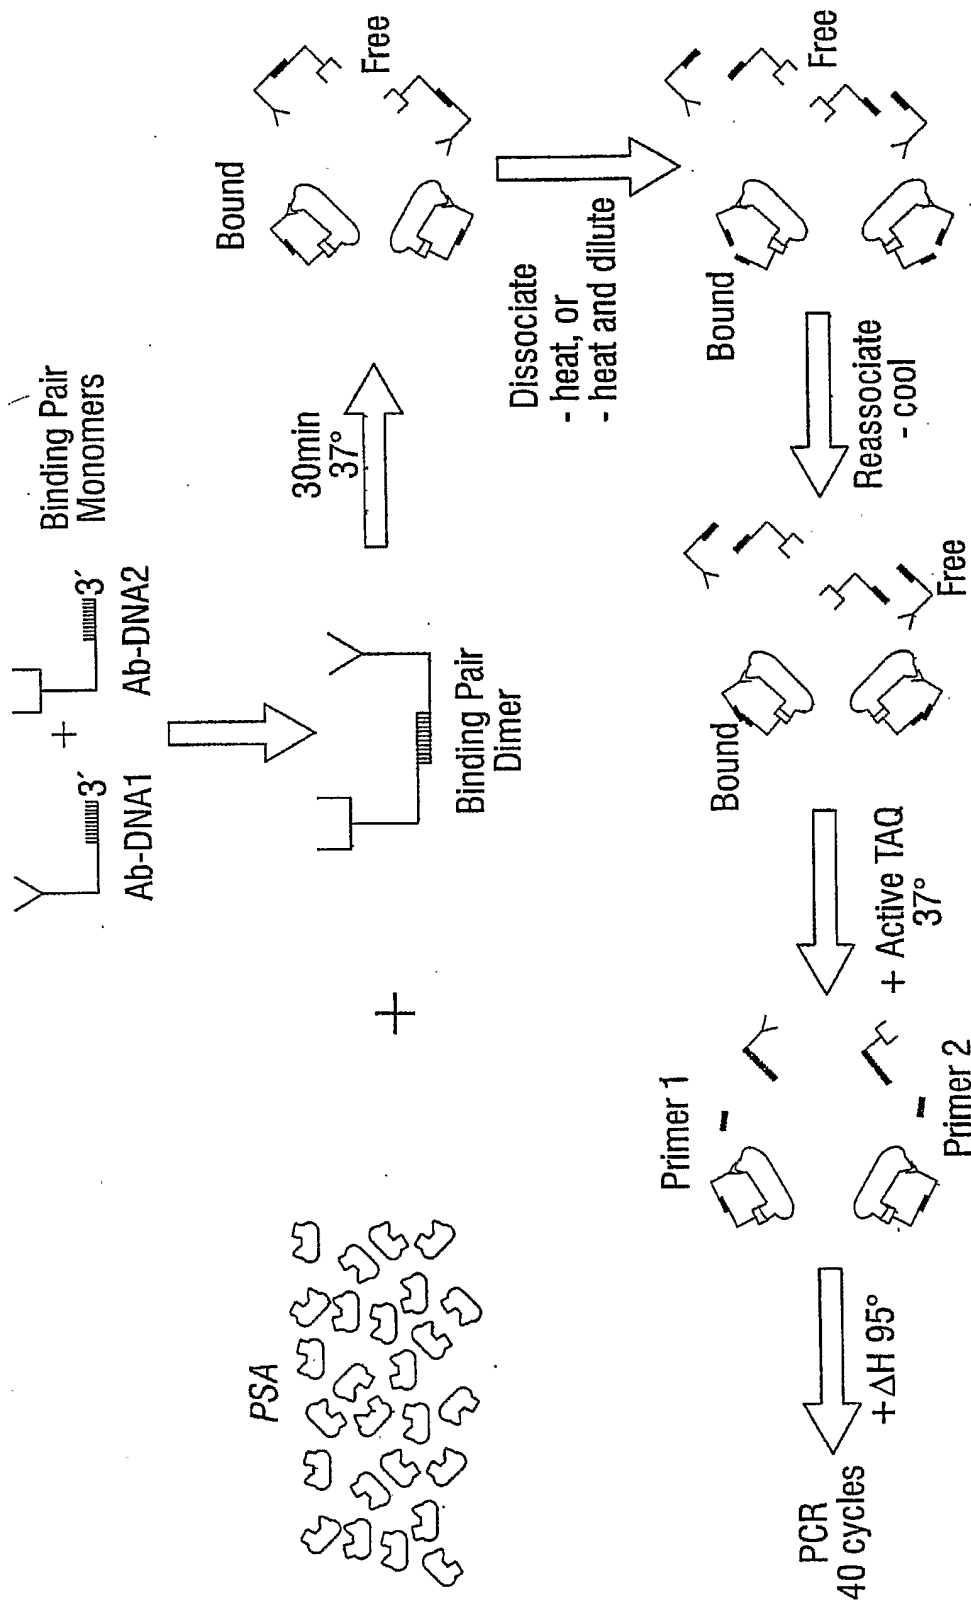 Binding Pair
Monomers
+
3´
3´
Ab-DNA1
Ab-DNA2
PSA
+
Binding Pair
Dimer
30min
37°
Bound
Free
Dissociate
- heat, or
- heat and dilute
Bound
Free
Reassociate
- cool
Bound
Free
+ Active TAQ
37°
Primer 1
Primer 2
+ ΔH 95°
PCR
40 cycles